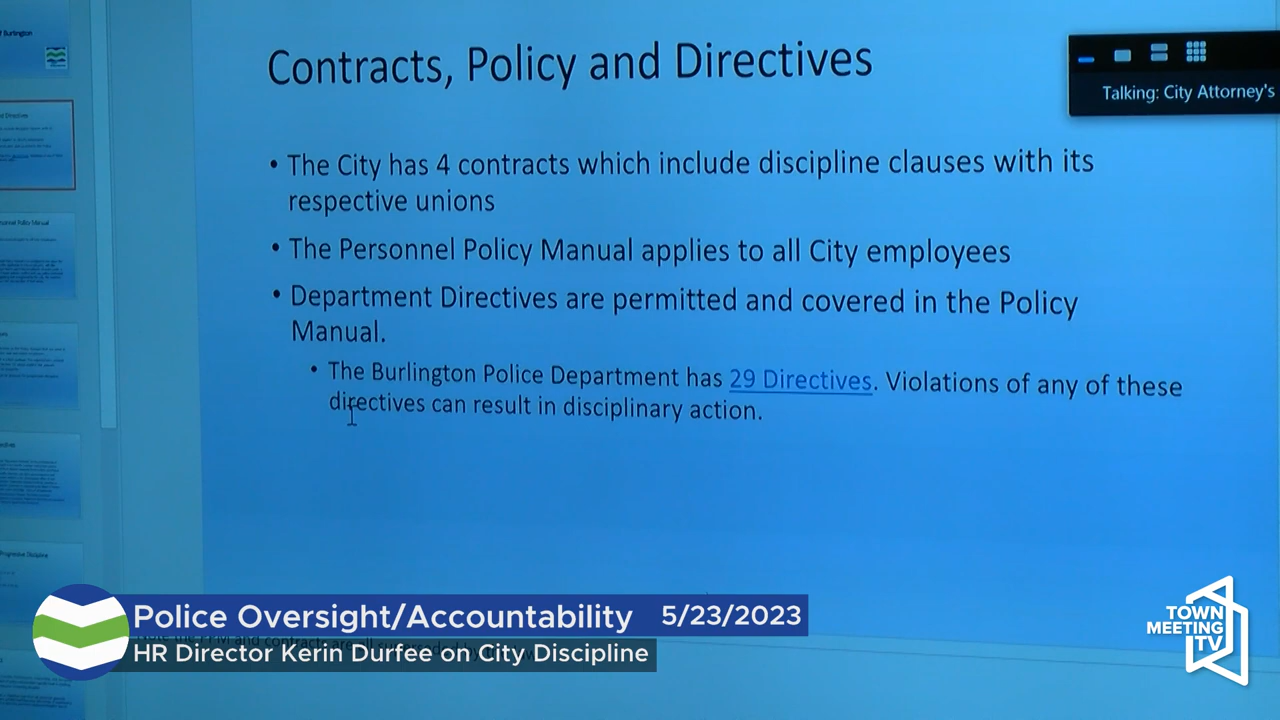 Contracts, Policy and Directives
Talking: City Attorney's
• The City has 4 contracts which include discipline clauses with its
respective unions
• The Personnel Policy Manual applies to all City employees
• Department Directives are permitted and covered in the Policy
Manual.
• The Burlington Police Department has 29 Directives. Violations of any of these
directives can result in disciplinary action.
Police Oversight/Accountability 5/23/2023
HR Director Kerin Durfee on City Discipline
TOWN
MEETING
TV